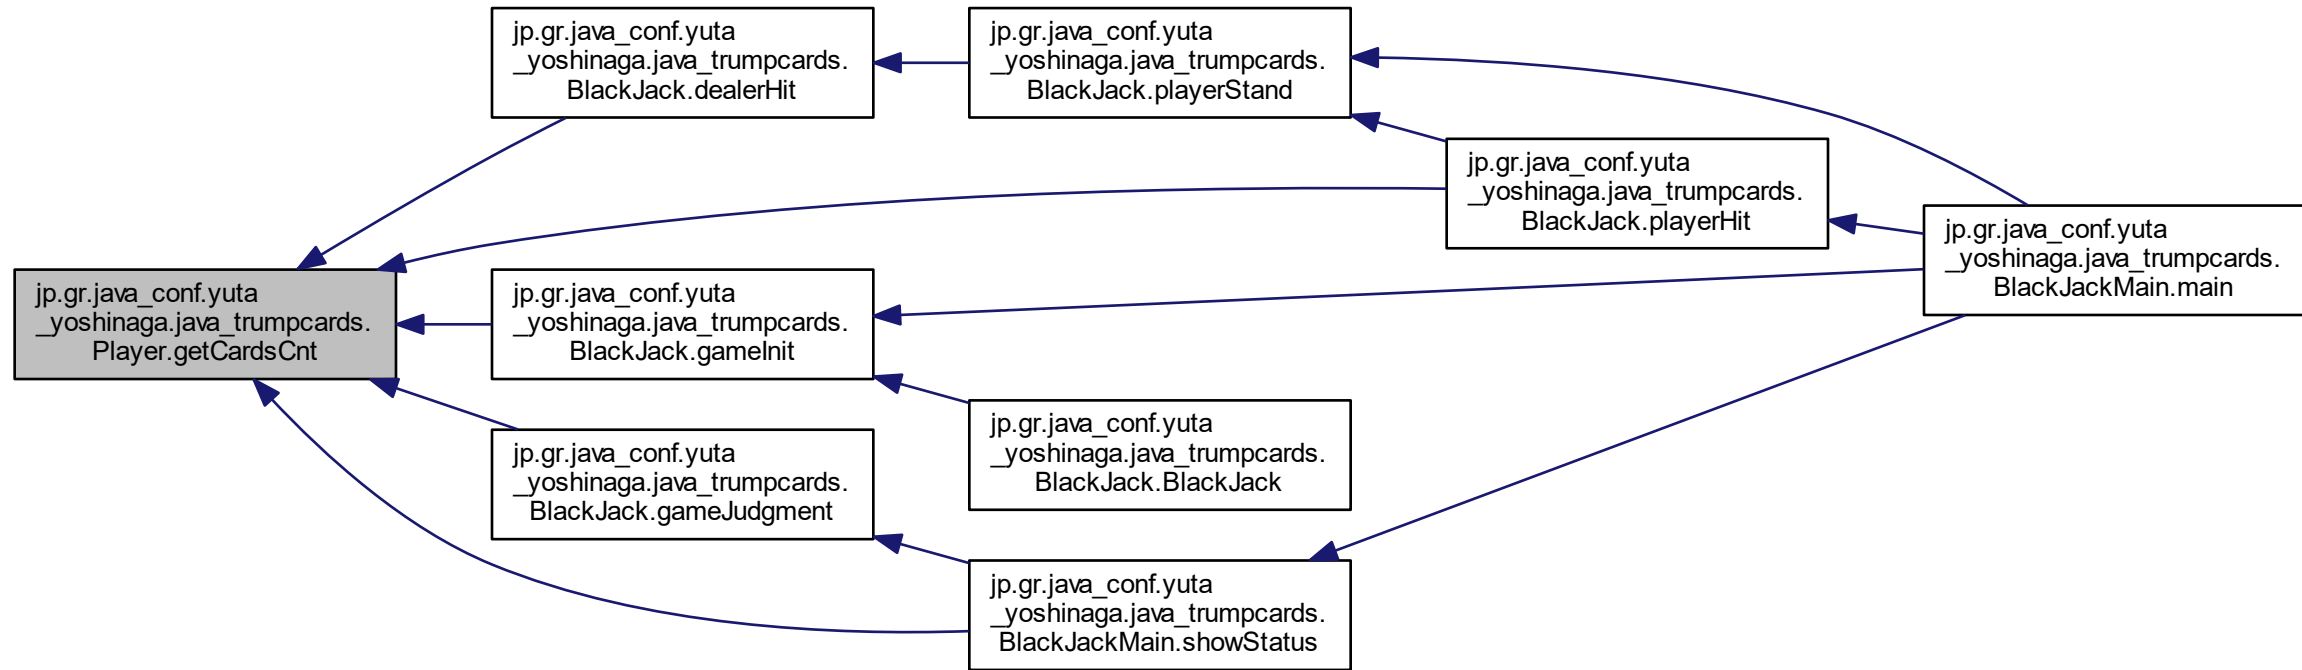 jp.gr.java_conf.yuta
_yoshinaga.java_trumpcards.
BlackJack.dealerHit
jp.gr.java_conf.yuta
_yoshinaga.java_trumpcards.
BlackJack.playerStand
jp.gr.java_conf.yuta
_yoshinaga.java_trumpcards.
BlackJack.playerHit
jp.gr.java_conf.yuta
_yoshinaga.java_trumpcards.
BlackJackMain.main
jp.gr.java_conf.yuta
_yoshinaga.java_trumpcards.
Player.getCardsCnt
jp.gr.java_conf.yuta
_yoshinaga.java_trumpcards.
BlackJack.gameInit
jp.gr.java_conf.yuta
_yoshinaga.java_trumpcards.
BlackJack.BlackJack
jp.gr.java_conf.yuta
_yoshinaga.java_trumpcards.
BlackJack.gameJudgment
jp.gr.java_conf.yuta
_yoshinaga.java_trumpcards.
BlackJackMain.showStatus